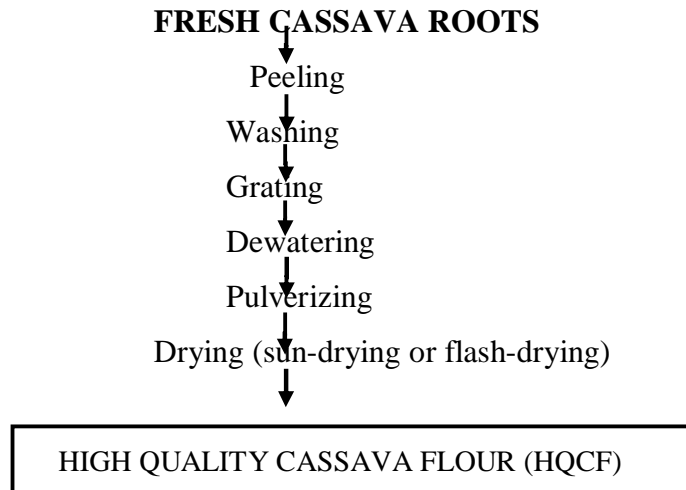 FRESH CASSAVA ROOTS
Peeling
Washing
Grating
Dewatering
Pulverizing
Drying (sun-drying or flash-drying)
HIGH QUALITY CASSAVA FLOUR (HQCF)